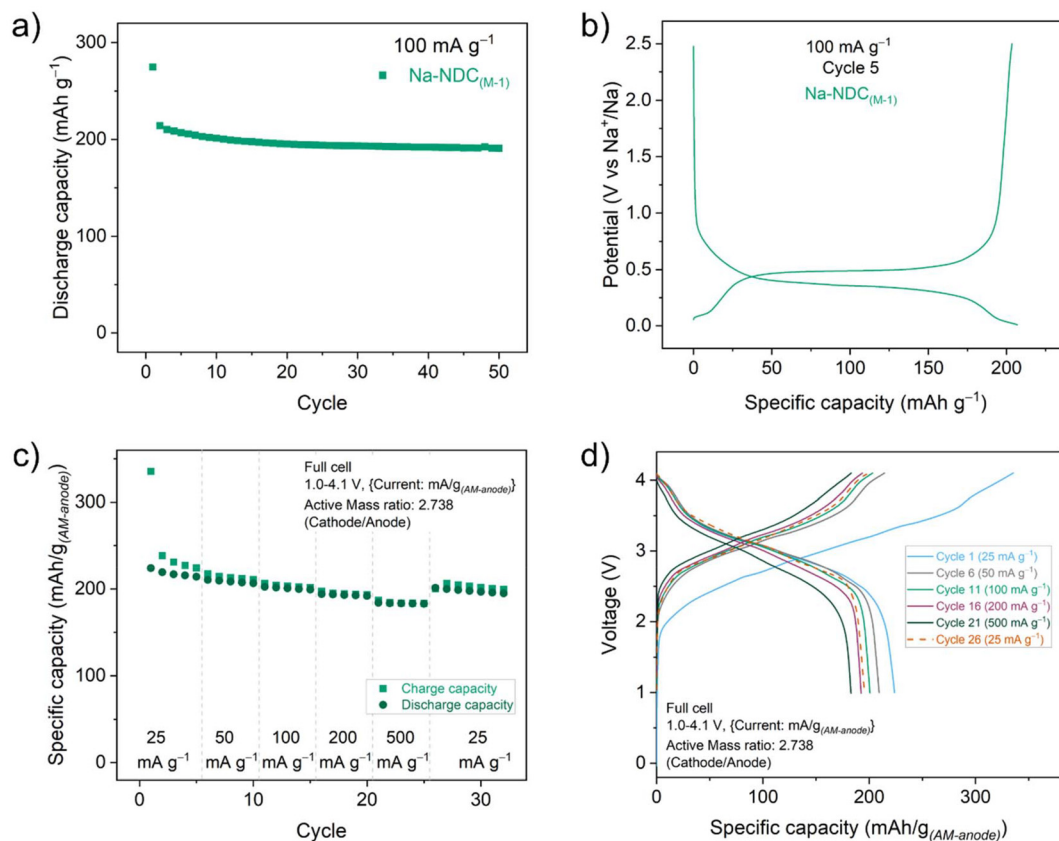 a)
300
200
100
0
Discharge capacity (mAh g⁻¹)
100 mA g⁻¹
Na-NDC(M-1)
0 10 20 30 40 50
Cycle
b)
2.5
2.0
1.5
1.0
0.5
0.0
Potential (V vs Na⁺/Na)
100 mA g⁻¹
Cycle 5
Na-NDC(M-1)
0 50 100 150 200
Specific capacity (mAh g⁻¹)
c)
300
200
100
0
Specific capacity (mAh/g(AM-anode))
Full cell
1.0-4.1 V, {Current: mA/g(AM-anode)}
Active Mass ratio: 2.738
(Cathode/Anode)
Charge capacity
Discharge capacity
25 50 100 200 500 25
mA g⁻¹ mA g⁻¹ mA g⁻¹ mA g⁻¹ mA g⁻¹ mA g⁻¹
0 10 20 30
Cycle
d)
4
3
2
1
Voltage (V)
Cycle 1 (25 mA g⁻¹)
Cycle 6 (50 mA g⁻¹)
Cycle 11 (100 mA g⁻¹)
Cycle 16 (200 mA g⁻¹)
Cycle 21 (500 mA g⁻¹)
Cycle 26 (25 mA g⁻¹)
Full cell
1.0-4.1 V, {Current: mA/g(AM-anode)}
Active Mass ratio: 2.738
(Cathode/Anode)
0 100 200 300
Specific capacity (mAh/g(AM-anode))